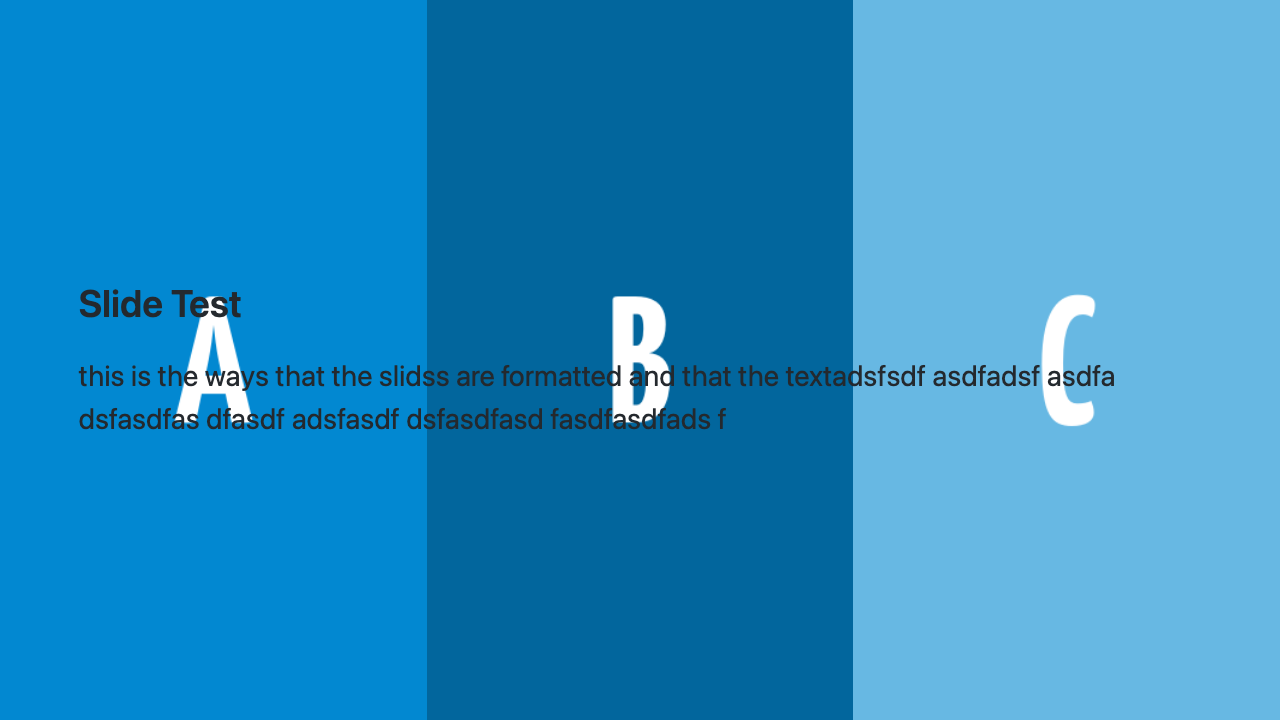 Slide Test
A B C
this is the ways that the slidss are formatted and that the textadsfsdf asdfadsf asdfa
dsfasdfas dfasdf adsfasdf dsfasdfasd fasdfasdfads f